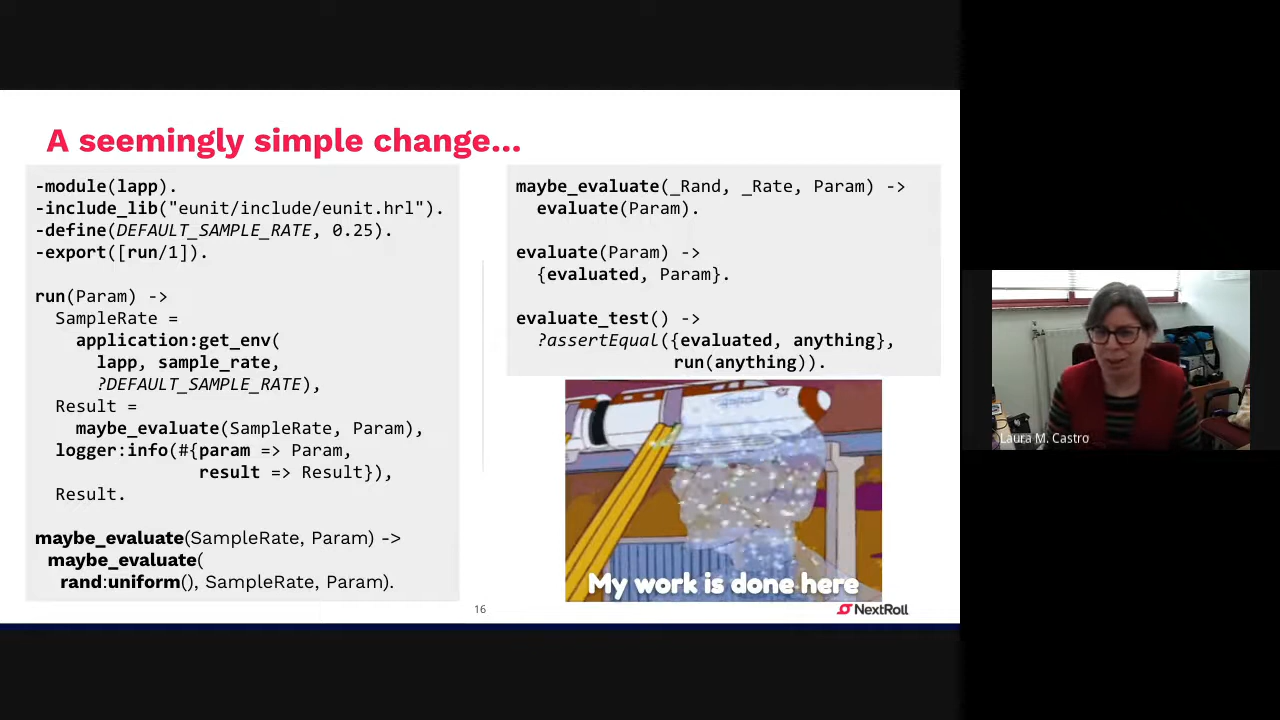 A seemingly simple change...
-module(lapp).
-include_lib("eunit/include/eunit.hrl").
-define(DEFAULT_SAMPLE_RATE, 0.25).
-export([run/1]).
run(Param) ->
SampleRate =
application:get_env(
lapp, sample_rate,
?DEFAULT_SAMPLE_RATE),
Result =
maybe_evaluate(SampleRate, Param),
logger:info(#{param => Param,
result => Result}),
Result.
maybe_evaluate(SampleRate, Param) ->
maybe_evaluate(
rand:uniform(), SampleRate, Param).
maybe_evaluate(_Rand, _Rate, Param) ->
evaluate(Param).
evaluate(Param) ->
{evaluated, Param}.
evaluate_test() ->
?assertEqual({evaluated, anything},
run(anything)).
My work is done here
16
NextRoll
Laura M. Castro